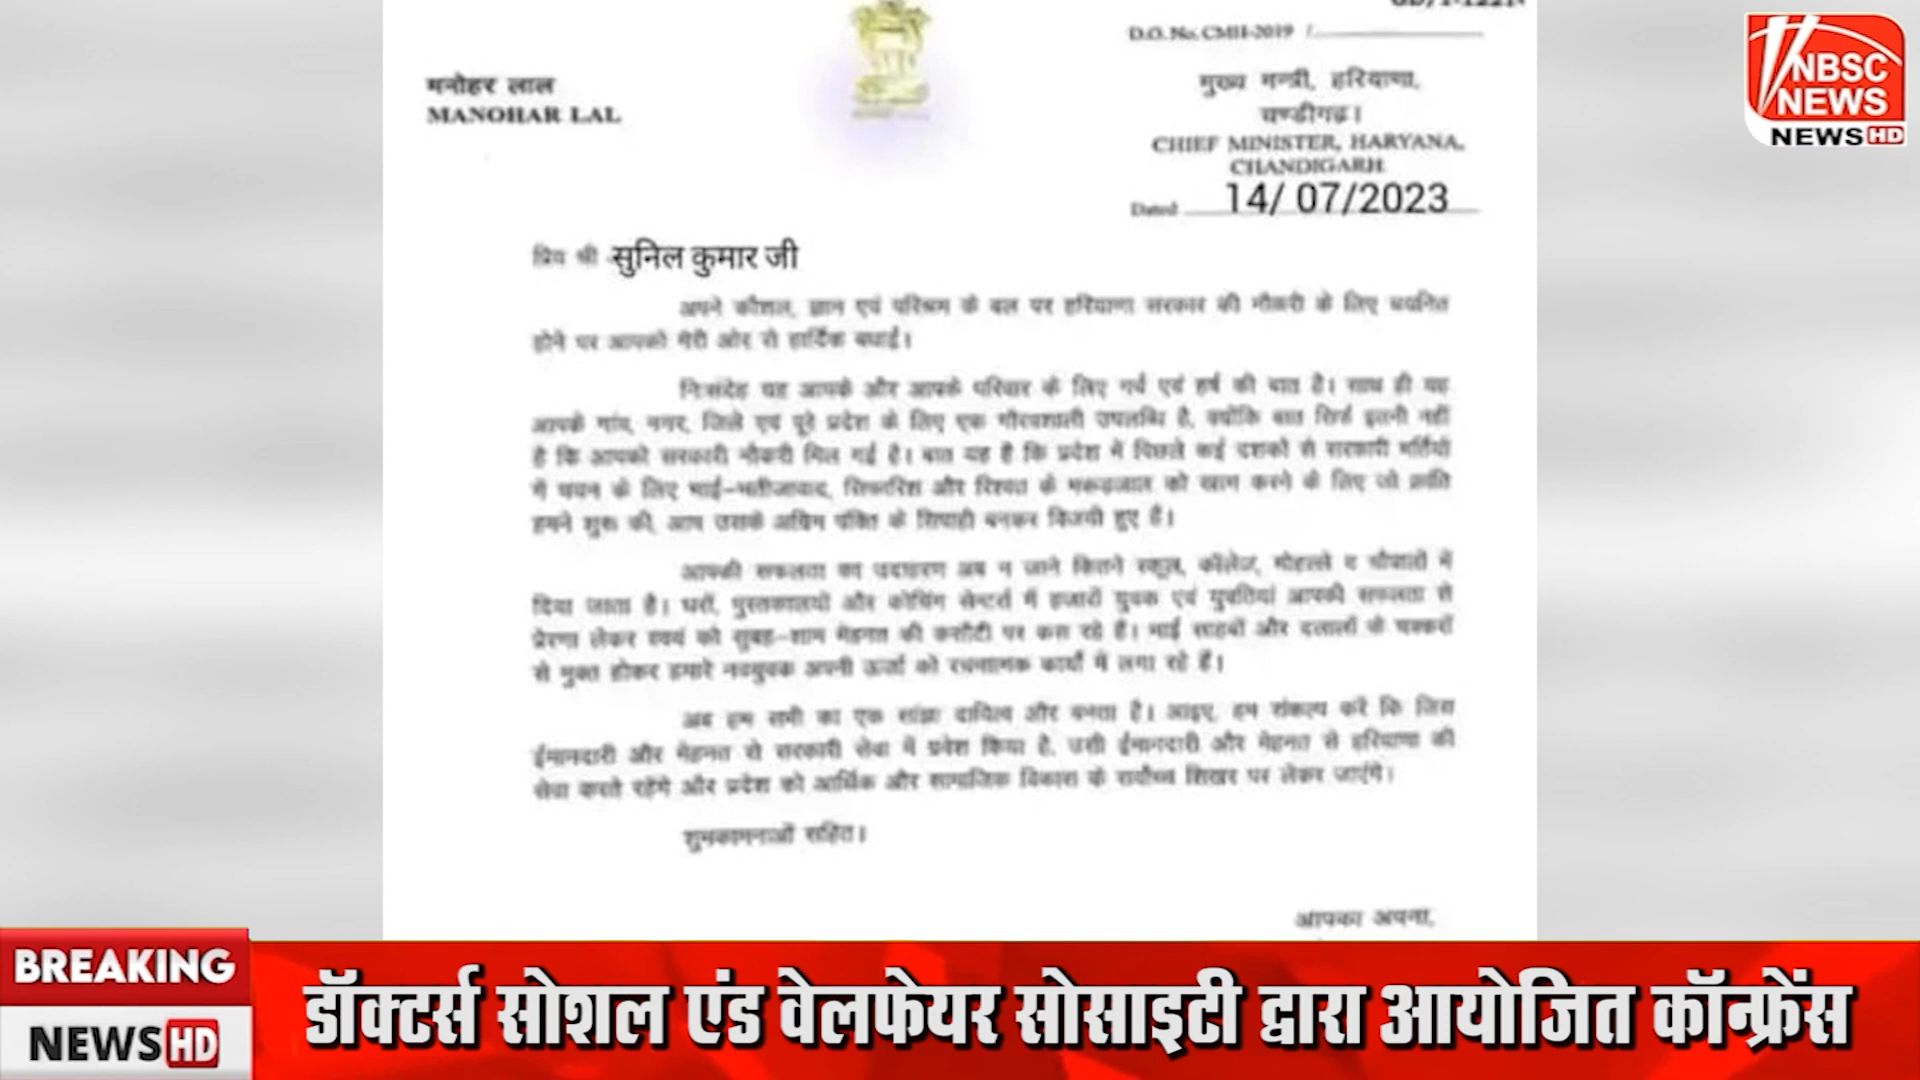 D.O. No. CMH-2019 /
मनोहर लाल
MANOHAR LAL
मुख्य मन्त्री, हरियाणा,
चण्डीगढ़।
CHIEF MINISTER, HARYANA,
CHANDIGARH
Dated 14/ 07/2023
NBSC
NEWS
NEWS HD
प्रिय श्री सुनिल कुमार जी
अपने कौशल, ज्ञान एवं परिश्रम के बल पर हरियाणा सरकार की नौकरी के लिए चयनित
होने पर आपको मेरी ओर से हार्दिक बधाई।
निःसंदेह यह आपके और आपके परिवार के लिए गर्व एवं हर्ष की बात है। साथ ही यह
आपके गांव, नगर, जिले एवं पूरे प्रदेश के लिए एक गौरवशाली उपलब्धि है, क्योंकि बात सिर्फ इतनी नहीं
है कि आपको सरकारी नौकरी मिल गई है। बात यह है कि प्रदेश में पिछले कई दशकों से सरकारी भर्तियों
में चयन के लिए भाई-भतीजावाद, सिफारिश और रिश्वत के मकड़जाल को खत्म करने के लिए जो क्रांति
हमने शुरू की, आप उसके अग्रिम पंक्ति के सिपाही बनकर विजयी हुए हैं।
आपकी सफलता का उदाहरण अब न जाने कितने स्कूल, कॉलेज, मोहल्ले व चौपालों में
दिया जाता है। घरों, पुस्तकालयों और कोचिंग सेन्टरों में हजारों युवक एवं युवतियां आपकी सफलता से
प्रेरणा लेकर स्वयं को सुबह-शाम मेहनत की कसौटी पर कस रहे हैं। भाई साहबों और दलालों के चक्करों
से मुक्त होकर हमारे नवयुवक अपनी ऊर्जा को रचनात्मक कार्यों में लगा रहे हैं।
अब हम सभी का एक सांझा दायित्व और बनता है। आइए, हम संकल्प करें कि जिस
ईमानदारी और मेहनत से सरकारी सेवा में प्रवेश किया है, उसी ईमानदारी और मेहनत से हरियाणा की
सेवा करते रहेंगे और प्रदेश को आर्थिक और सामाजिक विकास के सर्वोच्च शिखर पर लेकर जाएंगे।
शुभकामनाओं सहित।
आपका अपना,
BREAKING
NEWS HD
डॉक्टर्स सोशल एंड वेलफेयर सोसाइटी द्वारा आयोजित कॉन्फ्रेंस